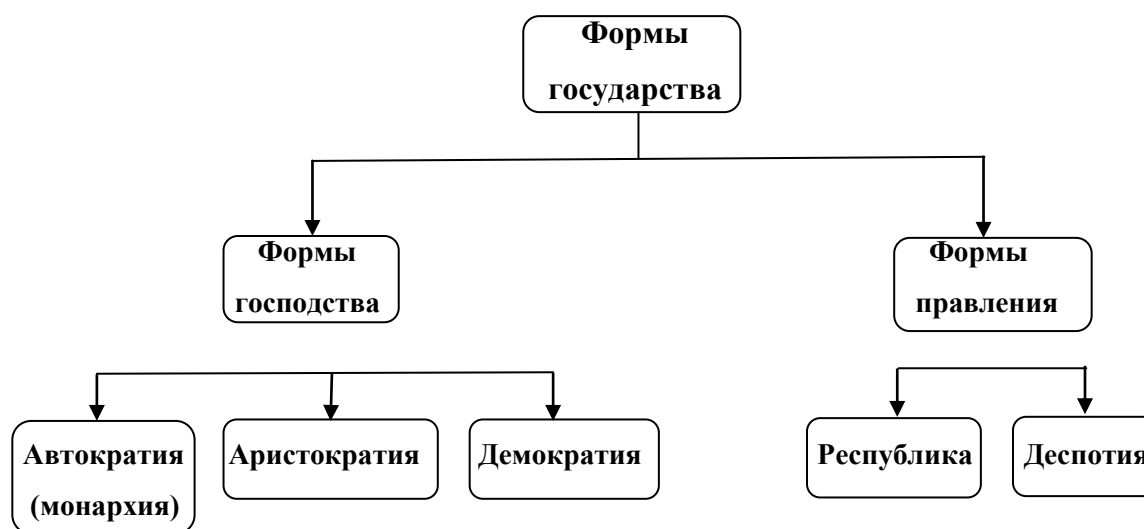 Формы
государства
Формы
господства
Формы
правления
Автократия
(монархия)
Аристократия
Демократия
Республика
Деспотия